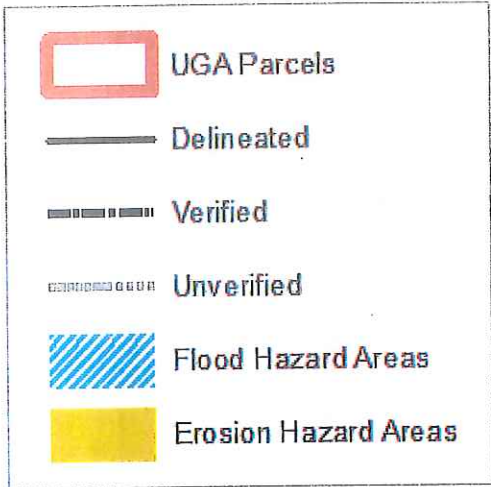 UGA Parcels
Delineated
Verified
Unverified
Flood Hazard Areas
Erosion Hazard Areas